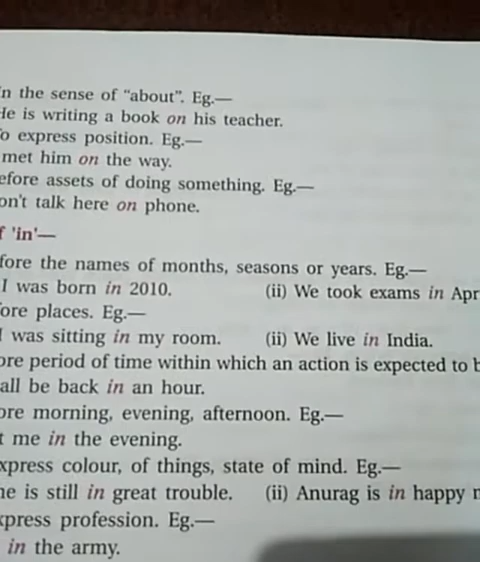 in the sense of "about". Eg.—
He is writing a book on his teacher.
To express position. Eg.—
met him on the way.
efore assets of doing something. Eg.—
on't talk here on phone.
f 'in'—
fore the names of months, seasons or years. Eg.—
I was born in 2010. (ii) We took exams in Apr
ore places. Eg.—
I was sitting in my room. (ii) We live in India.
ore period of time within which an action is expected to b
all be back in an hour.
ore morning, evening, afternoon. Eg.—
t me in the evening.
xpress colour, of things, state of mind. Eg.—
he is still in great trouble. (ii) Anurag is in happy
xpress profession. Eg.—
in the army.